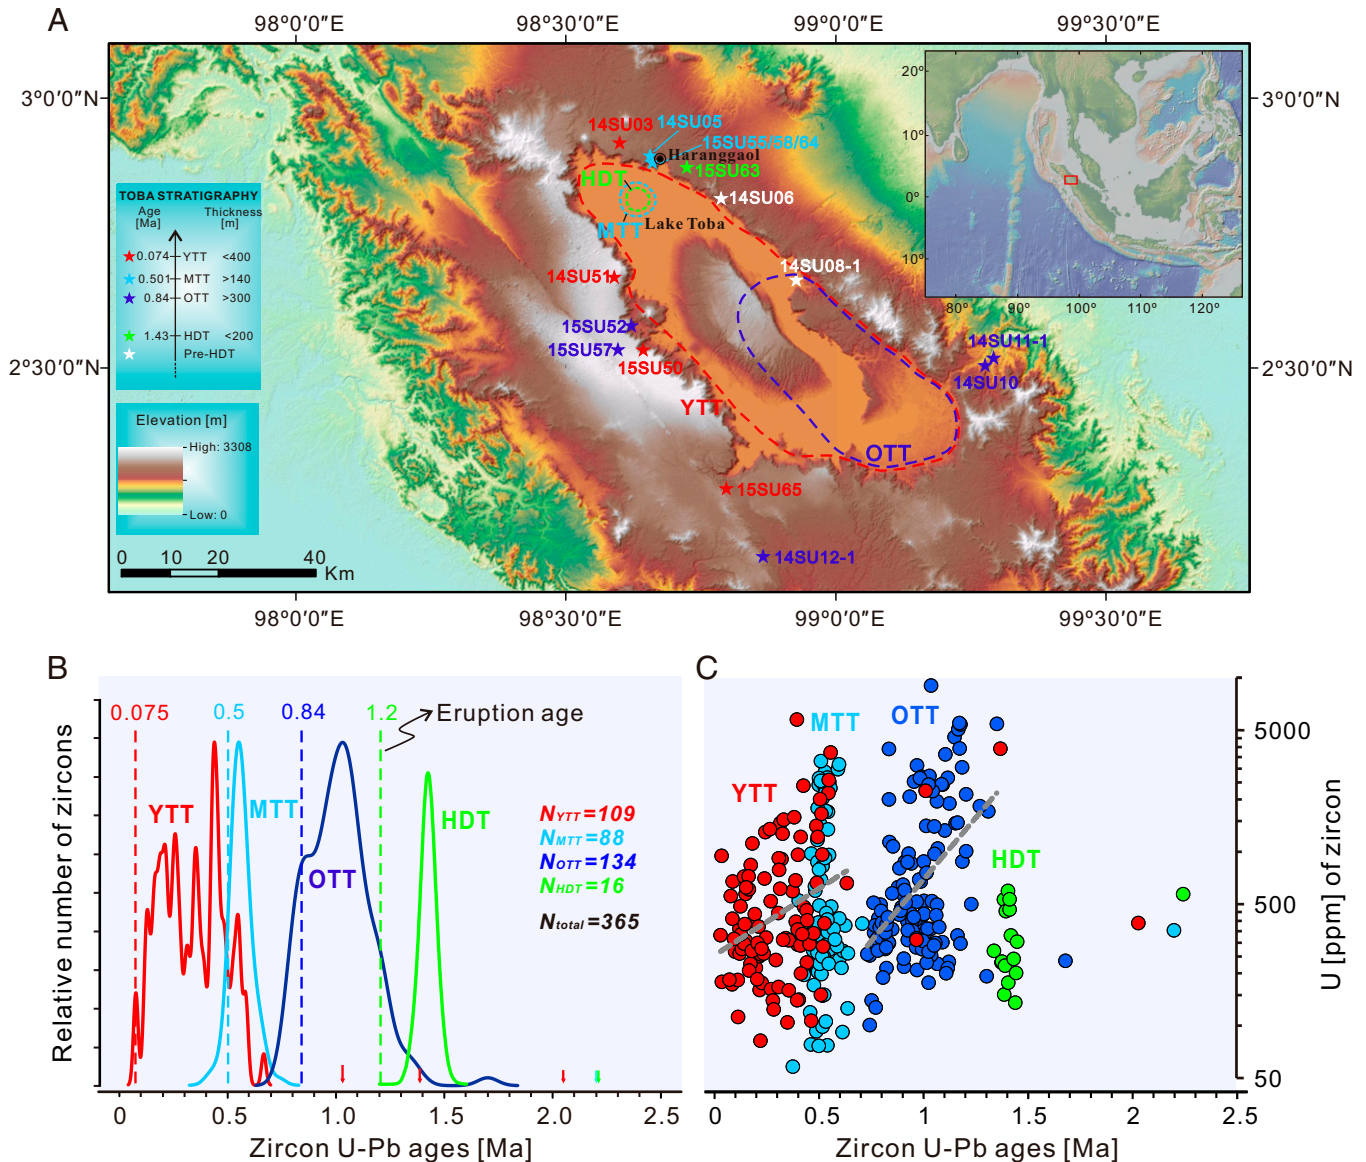 A
98°0′0″E
98°30′0″E
99°0′0″E
99°30′0″E
3°0′0″N
3°0′0″N
2°30′0″N
2°30′0″N
14SU03
14SU05
15SU55/58/64
Haranggaol
15SU63
HDT
14SU06
MTT
Lake Toba
14SU51
14SU08-1
15SU52
15SU57
15SU50
14SU11-1
14SU10
YTT
OTT
15SU65
14SU12-1
TOBA STRATIGRAPHY
Age Thickness
[Ma] [m]
0.074 YTT <400
0.501 MTT >140
0.84 OTT >300
1.43 HDT <200
Pre-HDT
Elevation [m]
High: 3308
Low: 0
0 10 20 40
Km
20°
10°
0°
10°
80° 90° 100° 110° 120°
98°0′0″E
98°30′0″E
99°0′0″E
99°30′0″E
B
0.075
0.5
0.84
1.2
Eruption age
YTT
MTT
OTT
HDT
NYTT=109
NMTT=88
NOTT=134
NHDT=16
Ntotal=365
Relative number of zircons
0 0.5 1.0 1.5 2.0 2.5
Zircon U-Pb ages [Ma]
C
YTT
MTT
OTT
HDT
5000
500
50
U [ppm] of zircon
0 0.5 1 1.5 2 2.5
Zircon U-Pb ages [Ma]